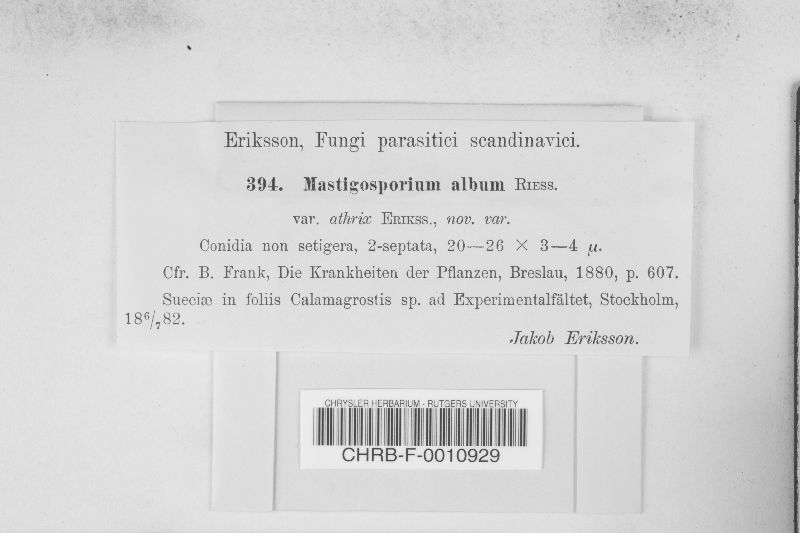 Eriksson, Fungi parasitici scandinavici.
394. Mastigosporium album Riess.
var. athrix Erikss., nov. var.
Conidia non setigera, 2-septata, 20—26 × 3—4 μ.
Cfr. B. Frank, Die Krankheiten der Pflanzen, Breslau, 1880, p. 607.
Sueciæ in foliis Calamagrostis sp. ad Experimentalfältet, Stockholm,
18⁶/₇82.
Jakob Eriksson.
CHRYSLER HERBARIUM - RUTGERS UNIVERSITY
CHRB-F-0010929